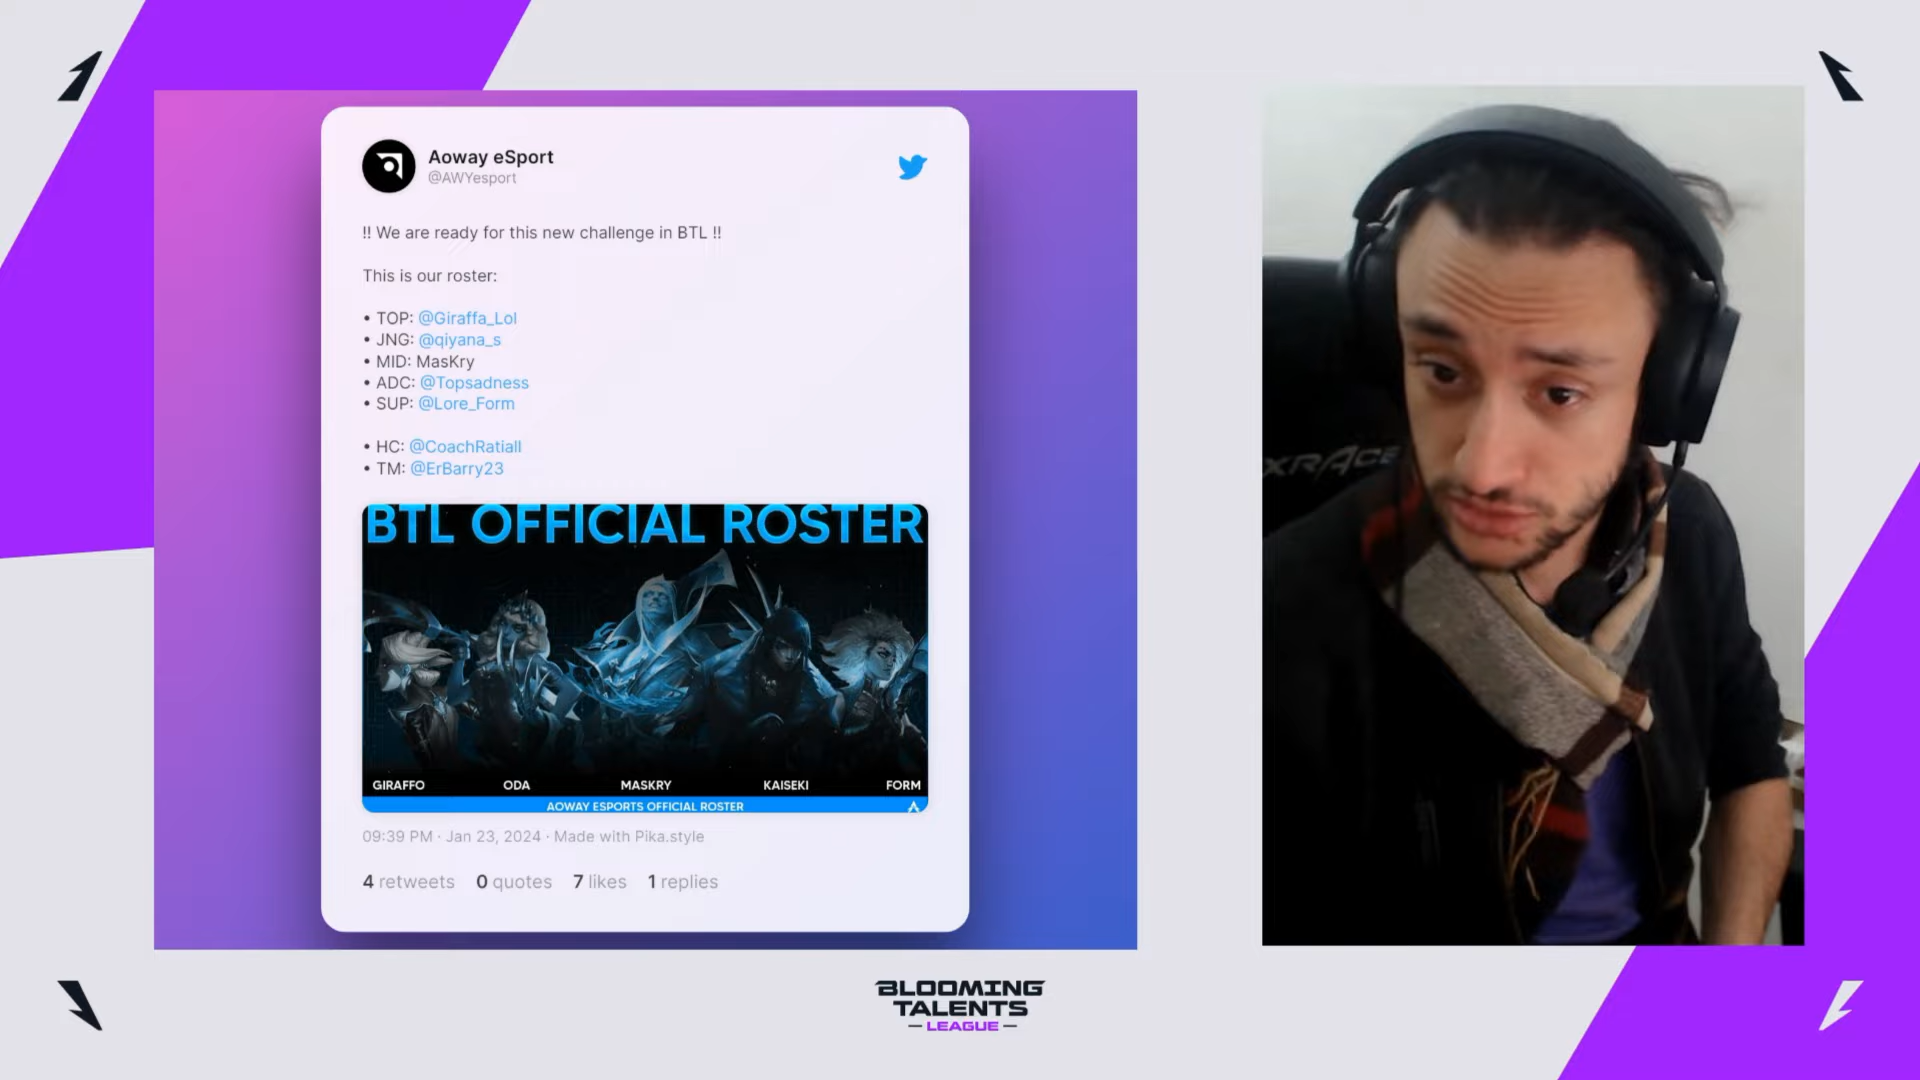 Aoway eSport
@AWYesport
!! We are ready for this new challenge in BTL !!
This is our roster:
• TOP: @Giraffa_Lol
• JNG: @qiyana_s
• MID: MasKry
• ADC: @Topsadness
• SUP: @Lore_Form
• HC: @CoachRatiall
• TM: @ErBarry23
BTL OFFICIAL ROSTER
GIRAFFO ODA MASKRY KAISEKI FORM
AOWAY ESPORTS OFFICIAL ROSTER
09:39 PM · Jan 23, 2024 · Made with Pika.style
4 retweets 0 quotes 7 likes 1 replies
XRACE
BLOOMING
TALENTS
LEAGUE